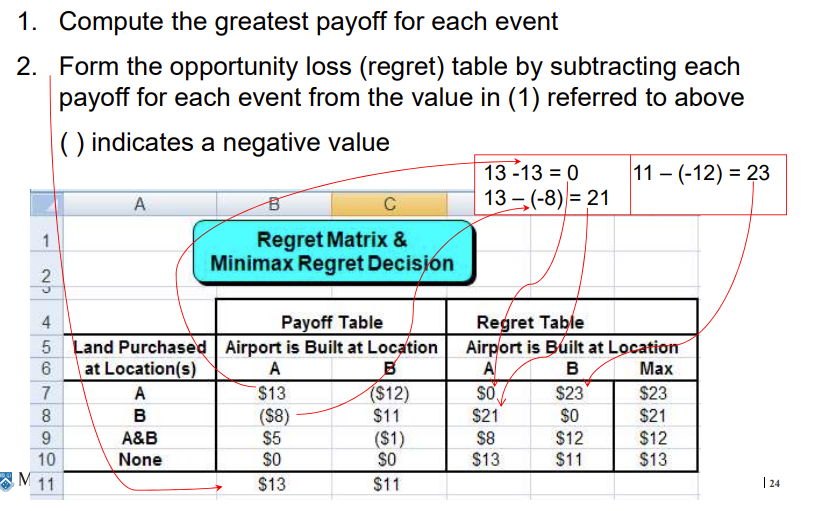 1. Compute the greatest payoff for each event
2. Form the opportunity loss (regret) table by subtracting each
payoff for each event from the value in (1) referred to above
( ) indicates a negative value
13 -13 = 0
13 – (-8) = 21
11 – (-12) = 23
A B C
1 Regret Matrix &
2 Minimax Regret Decision
3
4 Payoff Table Regret Table
5 Land Purchased Airport is Built at Location Airport is Built at Location
6 at Location(s) A B A B Max
7 A $13 ($12) $0 $23 $23
8 B ($8) $11 $21 $0 $21
9 A&B $5 ($1) $8 $12 $12
10 None $0 $0 $13 $11 $13
M 11 $13 $11
| 24